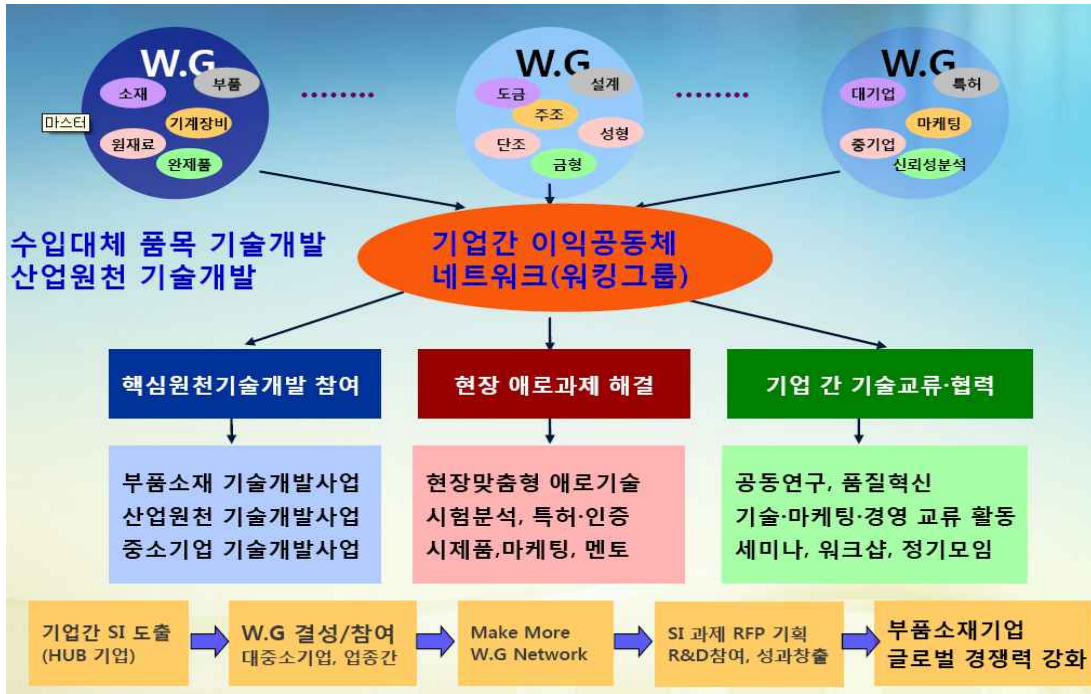 W.G
소재
부품
마스터
기계장비
원재료
완제품
........
W.G
도금
설계
주조
단조
성형
금형
........
W.G
대기업
특허
마케팅
중기업
신뢰성분석
수입대체 품목 기술개발
산업원천 기술개발
기업간 이익공동체
네트워크(워킹그룹)
핵심원천기술개발 참여
현장 애로과제 해결
기업 간 기술교류·협력
부품소재 기술개발사업
산업원천 기술개발사업
중소기업 기술개발사업
현장맞춤형 애로기술
시험분석, 특허·인증
시제품,마케팅, 멘토
공동연구, 품질혁신
기술·마케팅·경영 교류 활동
세미나, 워크샵, 정기모임
기업간 SI 도출
(HUB 기업)
W.G 결성/참여
대중소기업, 업종간
Make More
W.G Network
SI 과제 RFP 기획
R&D참여, 성과창출
부품소재기업
글로벌 경쟁력 강화